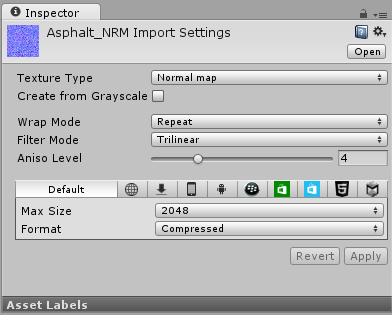 Inspector
Asphalt_NRM Import Settings
Open
Texture Type Normal map
Create from Grayscale
Wrap Mode Repeat
Filter Mode Trilinear
Aniso Level 4
Default
Max Size 2048
Format Compressed
Revert Apply
Asset Labels